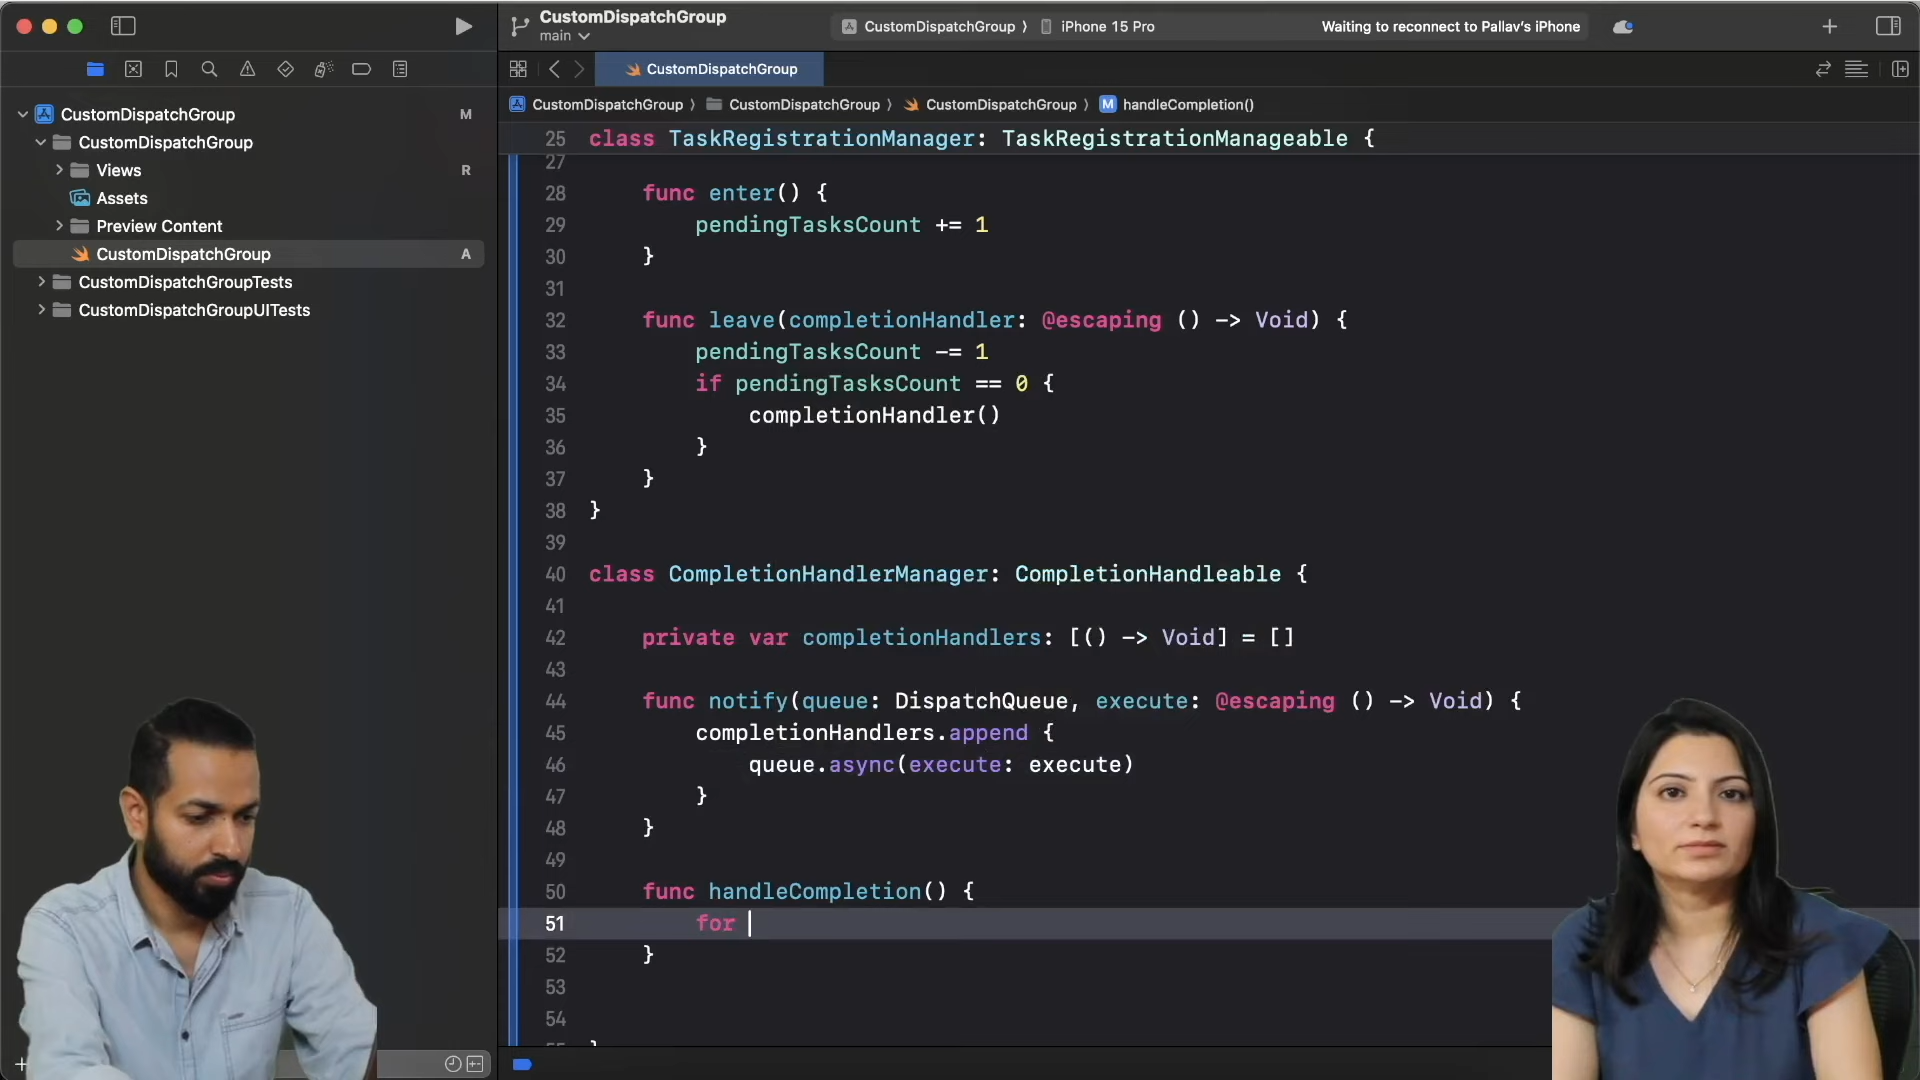 CustomDispatchGroup
main
CustomDispatchGroup ⟩ iPhone 15 Pro
Waiting to reconnect to Pallav's iPhone
CustomDispatchGroup
CustomDispatchGroup ⟩ CustomDispatchGroup ⟩ CustomDispatchGroup ⟩ M handleCompletion()
CustomDispatchGroup M
CustomDispatchGroup
Views R
Assets
Preview Content
CustomDispatchGroup A
CustomDispatchGroupTests
CustomDispatchGroupUITests
25 class TaskRegistrationManager: TaskRegistrationManageable {
27
28 func enter() {
29 pendingTasksCount += 1
30 }
31
32 func leave(completionHandler: @escaping () -> Void) {
33 pendingTasksCount -= 1
34 if pendingTasksCount == 0 {
35 completionHandler()
36 }
37 }
38 }
39
40 class CompletionHandlerManager: CompletionHandleable {
41
42 private var completionHandlers: [() -> Void] = []
43
44 func notify(queue: DispatchQueue, execute: @escaping () -> Void) {
45 completionHandlers.append {
46 queue.async(execute: execute)
47 }
48 }
49
50 func handleCompletion() {
51 for
52 }
53
54